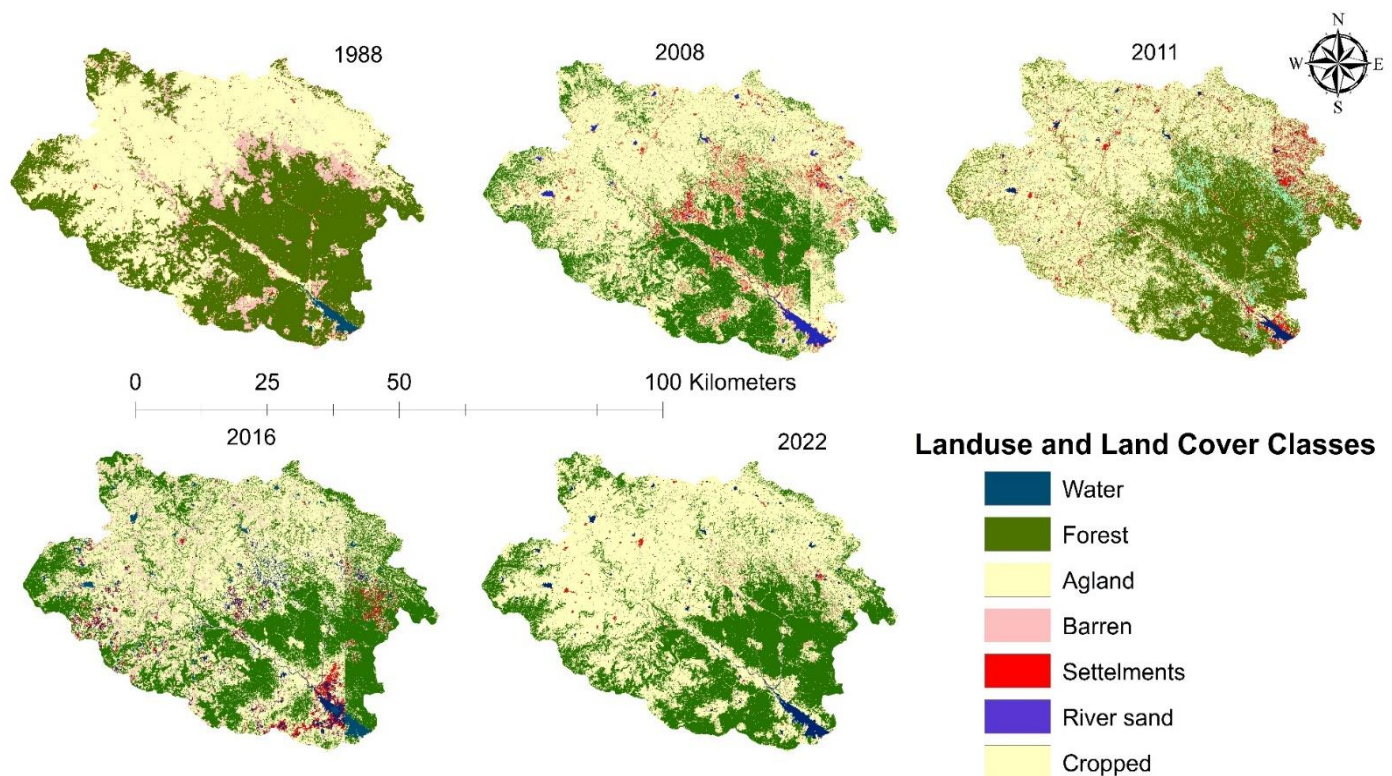 1988
2008
2011
N
W E
S
0 25 50 100 Kilometers
2016
2022
Landuse and Land Cover Classes
Water
Forest
Agland
Barren
Settelments
River sand
Cropped